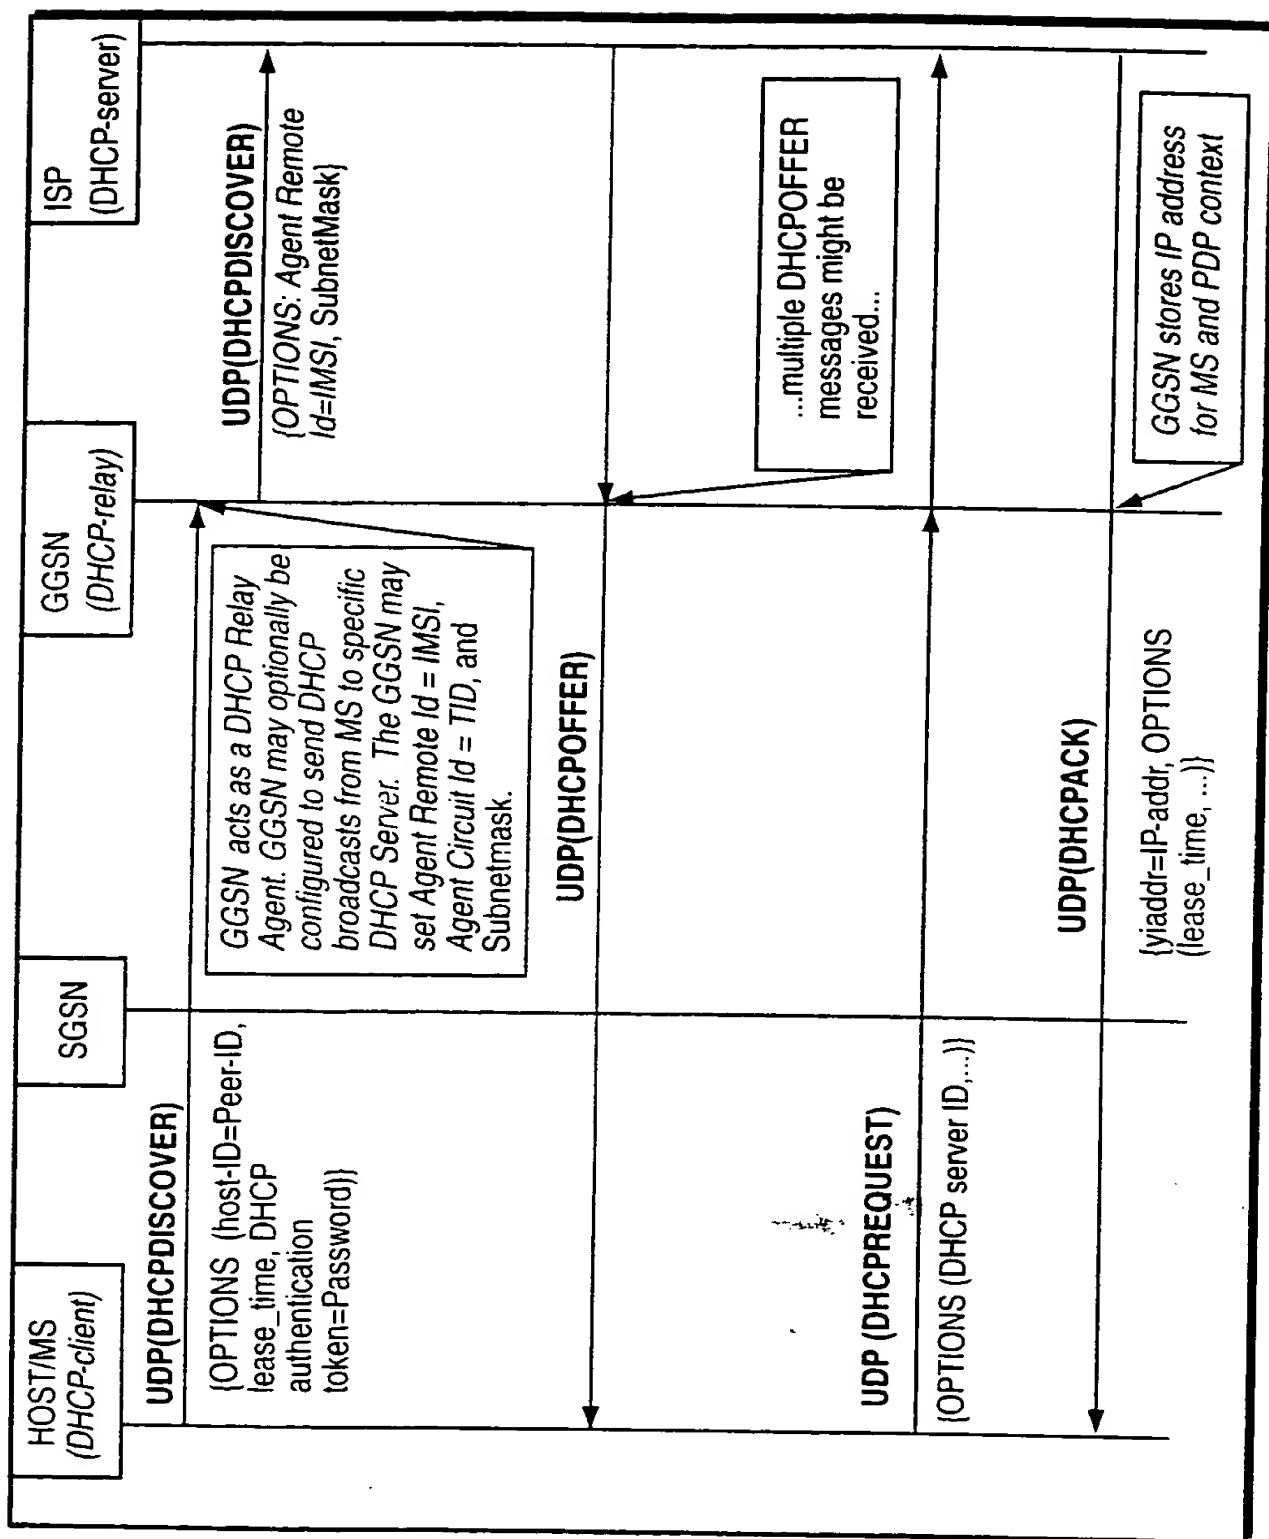 HOST/MS
(DHCP-client)
SGSN
GGSN
(DHCP-relay)
ISP
(DHCP-server)
UDP(DHCPDISCOVER)
{OPTIONS (host-ID=Peer-ID,
lease_time, DHCP
authentication
token=Password)}
UDP(DHCPDISCOVER)
{OPTIONS: Agent Remote
Id=IMSI, SubnetMask}
GGSN acts as a DHCP Relay
Agent. GGSN may optionally be
configured to send DHCP
broadcasts from MS to specific
DHCP Server. The GGSN may
set Agent Remote Id = IMSI,
Agent Circuit Id = TID, and
Subnetmask.
UDP(DHCPOFFER)
...multiple DHCPOFFER
messages might be
received...
UDP (DHCPREQUEST)
{OPTIONS (DHCP server ID,...)}
UDP(DHCPACK)
{yiaddr=IP-addr, OPTIONS
(lease_time, ...)}
GGSN stores IP address
for MS and PDP context